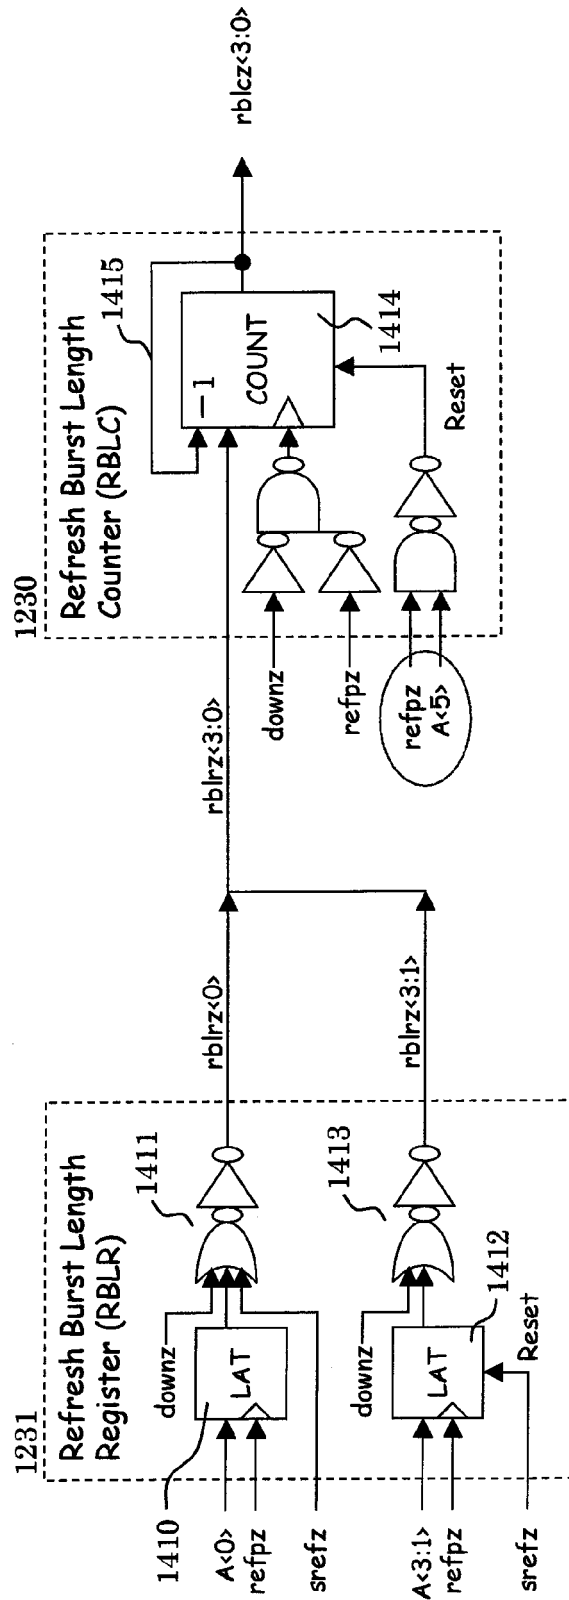 1231
Refresh Burst Length
Register (RBLR)
1410
A<0>
refpz
srefz
LAT
downz
1411
rblrz<0>
A<3:1>
refpz
srefz
LAT
downz
1412
Reset
1413
rblrz<3:1>
rblrz<3:0>
1230
Refresh Burst Length
Counter (RBLC)
1415
-1
COUNT
1414
downz
refpz
refpz
A<5>
Reset
rblcz<3:0>